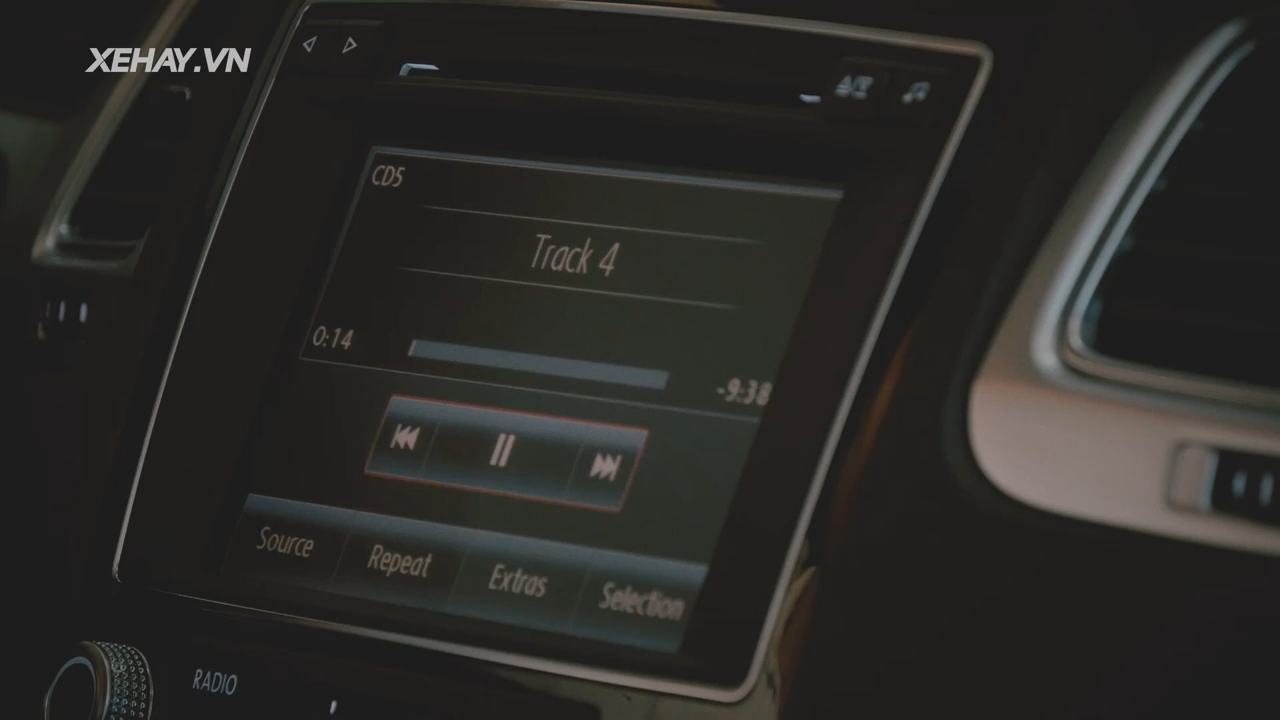 XEHAY.VN
CD5
Track 4
0:14
-9:38
Source Repeat Extras Selection
RADIO